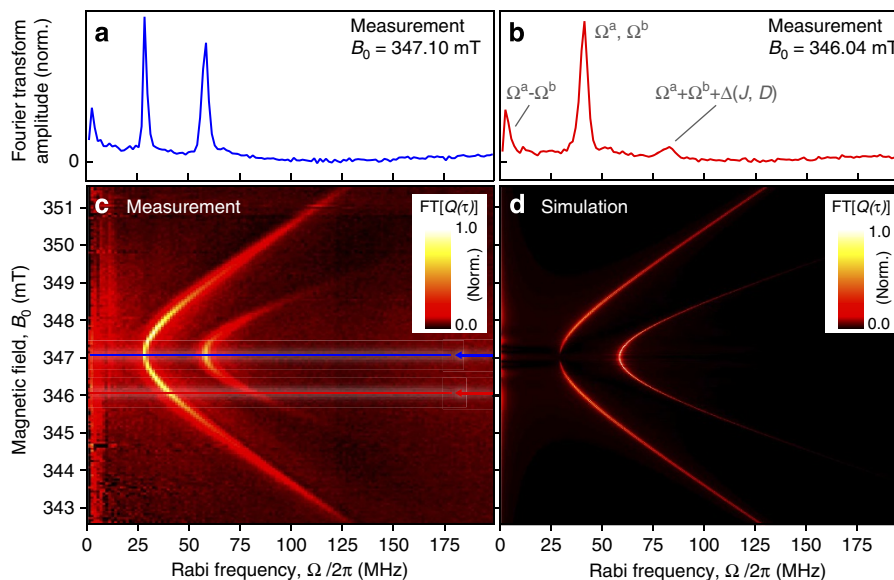 a
Measurement
B₀ = 347.10 mT
Fourier transform
amplitude (norm.)
0
b
Measurement
B₀ = 346.04 mT
Ωᵃ, Ωᵇ
Ωᵃ-Ωᵇ
Ωᵃ+Ωᵇ+Δ(J, D)
c Measurement
FT[Q(τ)]
1.0
(Norm.)
0.0
d Simulation
FT[Q(τ)]
1.0
(Norm.)
0.0
Magnetic field, B₀ (mT)
351
350
349
348
347
346
345
344
343
0 25 50 75 100 125 150 175
Rabi frequency, Ω/2π (MHz)
0 25 50 75 100 125 150 175
Rabi frequency, Ω/2π (MHz)